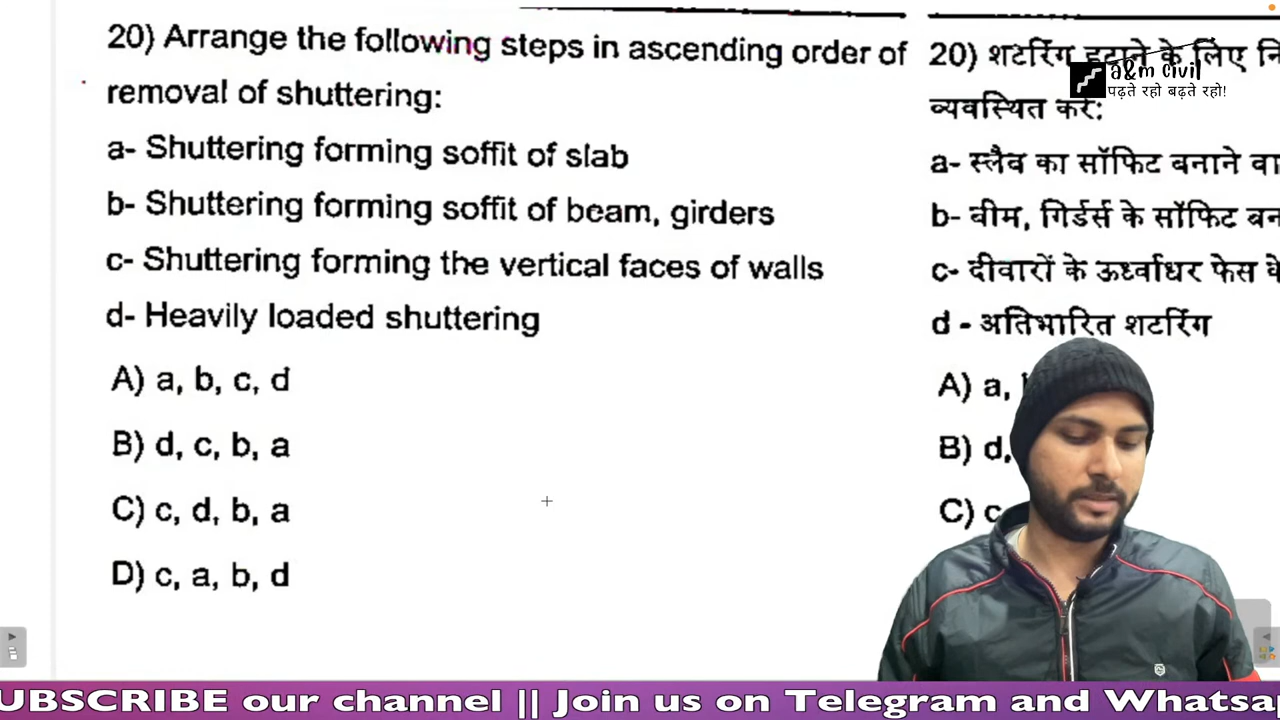 20) Arrange the following steps in ascending order of
removal of shuttering:
a- Shuttering forming soffit of slab
b- Shuttering forming soffit of beam, girders
c- Shuttering forming the vertical faces of walls
d- Heavily loaded shuttering
A) a, b, c, d
B) d, c, b, a
C) c, d, b, a
D) c, a, b, d
20) शटरिंग हटाने के लिए
व्यवस्थित करें:
a- स्लैब का सॉफिट बनाने
b- बीम, गिर्डर्स के सॉफिट
c- दीवारों के ऊर्ध्वाधर फेस
d - अतिभारित शटरिंग
A) a,
B) d,
C) c
a&m civil
पढ़ते रहो बढ़ते रहो!
UBSCRIBE our channel || Join us on Telegram and Whatsa